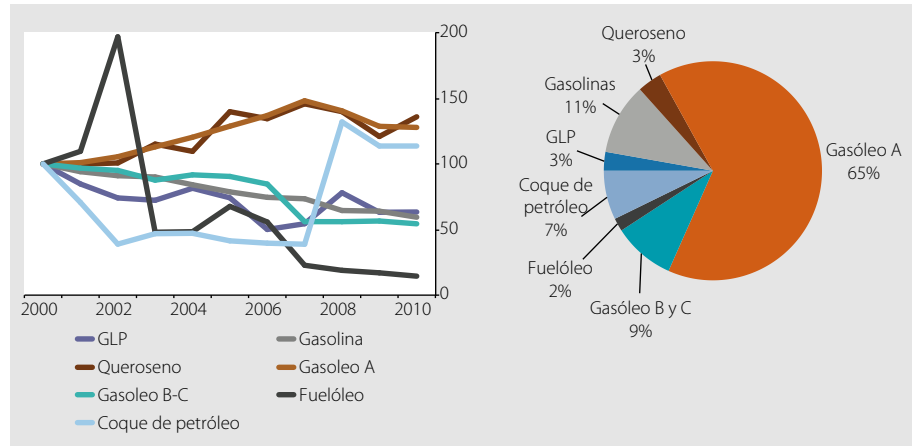 200
150
100
50
0
2000
2002
2004
2006
2008
2010
GLP
Gasolina
Queroseno
Gasoleo A
Gasoleo B-C
Fuelóleo
Coque de petróleo
Queroseno
3%
Gasolinas
11%
GLP
3%
Coque de
petróleo
7%
Fuelóleo
2%
Gasóleo B y C
9%
Gasóleo A
65%